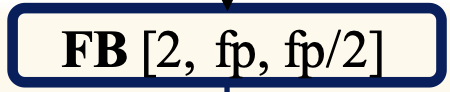 FB [2, fp, fp/2]